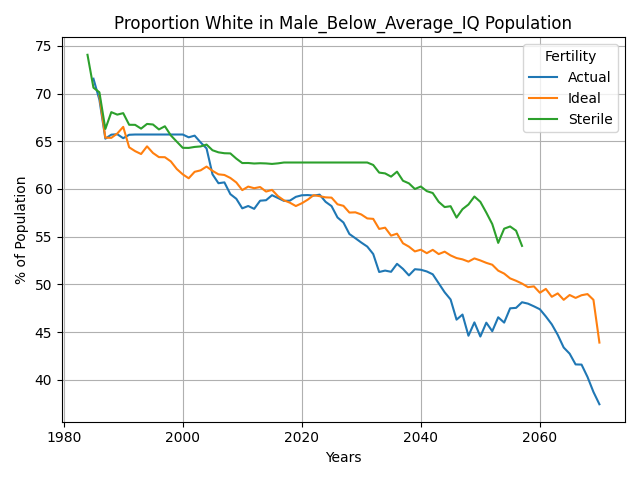 Proportion White in Male_Below_Average_IQ Population
Fertility
Actual
Ideal
Sterile
% of Population
75
70
65
60
55
50
45
40
1980
2000
2020
2040
2060
Years